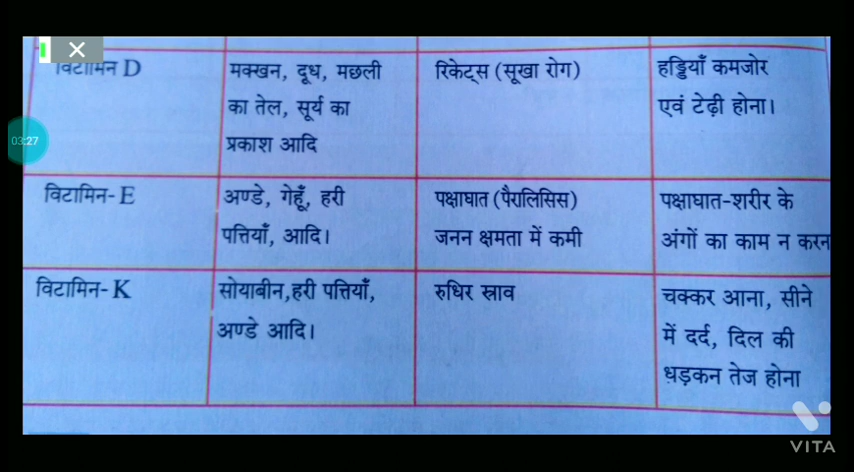 विटामिन D
मक्खन, दूध, मछली
का तेल, सूर्य का
प्रकाश आदि
रिकेट्स (सूखा रोग)
हड्डियाँ कमजोर
एवं टेढ़ी होना।
03:27
विटामिन- E
अण्डे, गेहूँ, हरी
पत्तियाँ, आदि।
पक्षाघात (पैरालिसिस)
जनन क्षमता में कमी
पक्षाघात-शरीर के
अंगों का काम न करन
विटामिन- K
सोयाबीन,हरी पत्तियाँ,
अण्डे आदि।
रुधिर स्राव
चक्कर आना, सीने
में दर्द, दिल की
धड़कन तेज होना
VITA